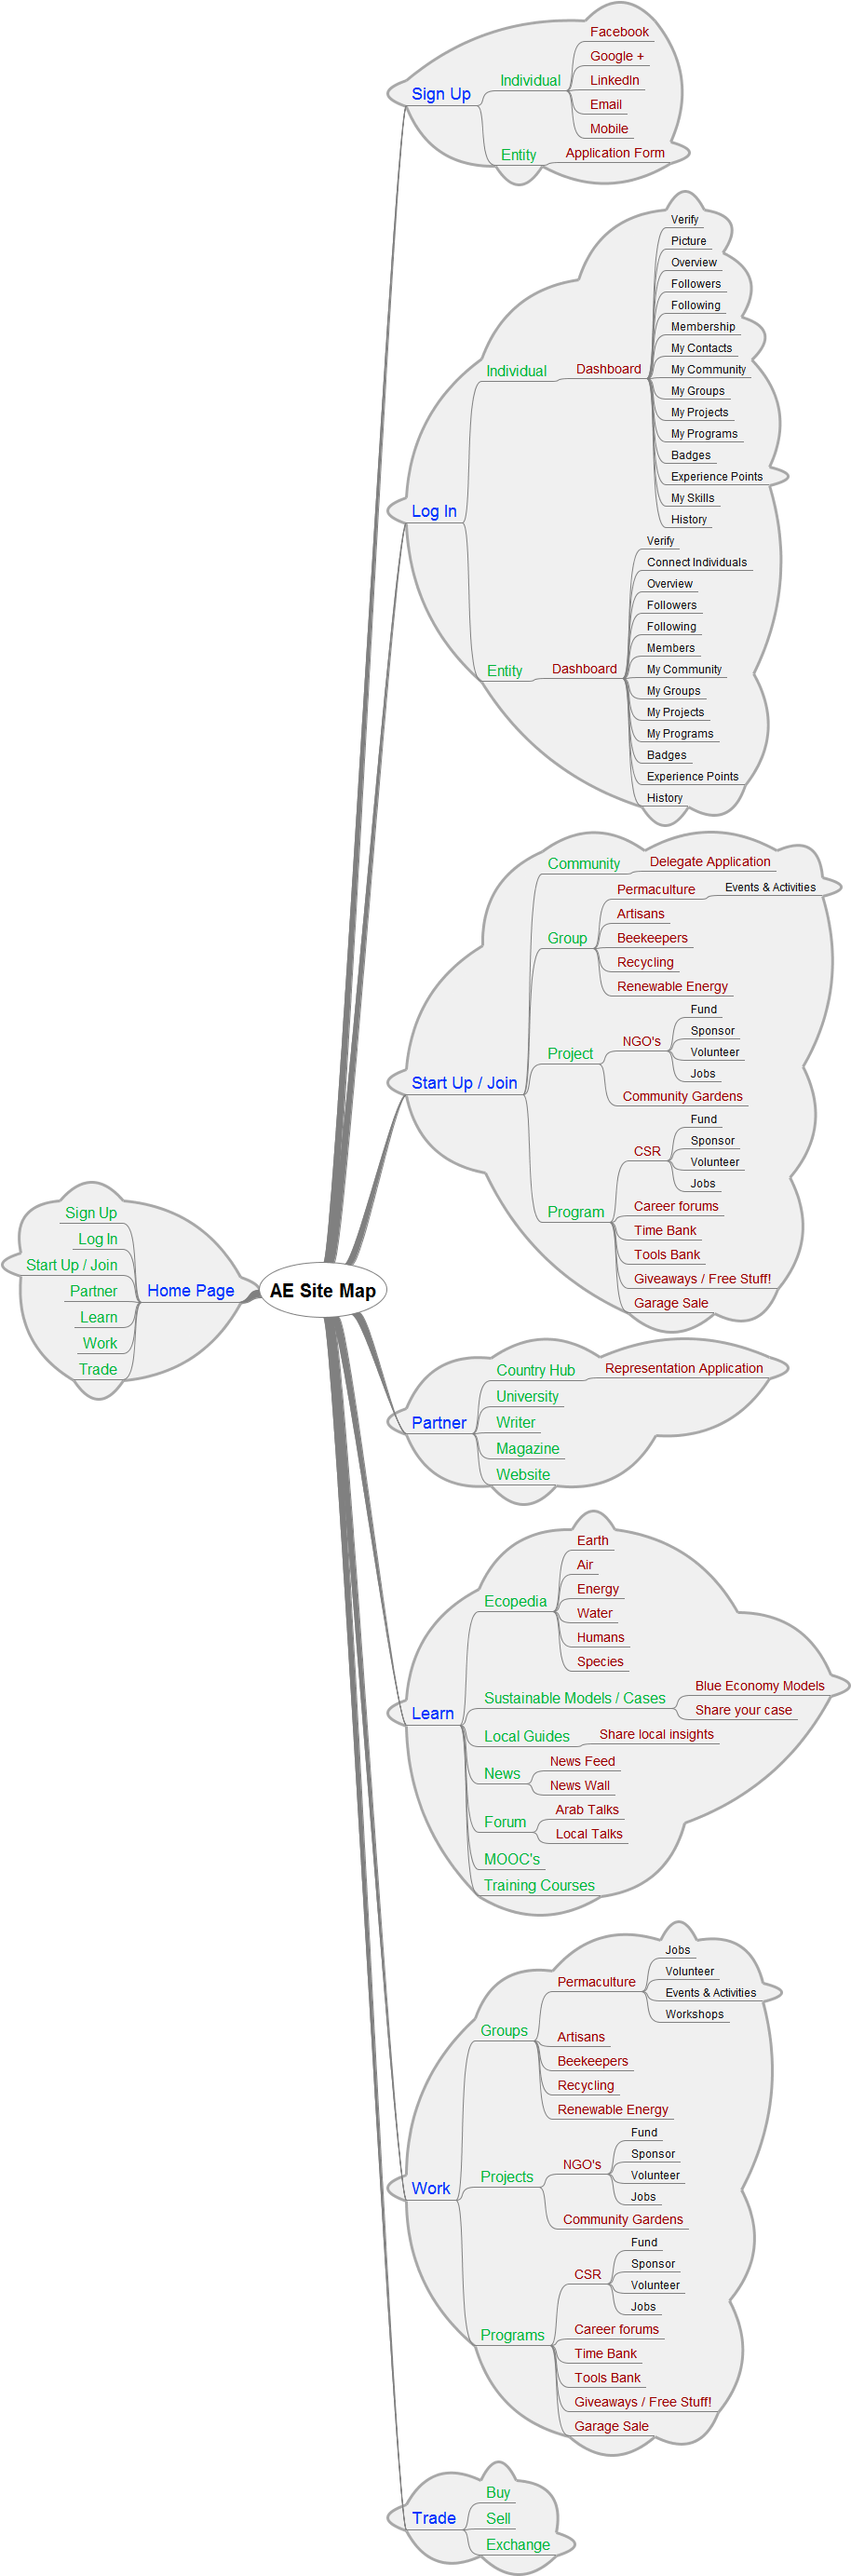 Facebook
Google +
LinkedIn
Email
Mobile
Individual
Sign Up
Entity
Application Form
Verify
Picture
Overview
Followers
Following
Membership
My Contacts
My Community
My Groups
My Projects
My Programs
Badges
Experience Points
My Skills
History
Individual
Dashboard
Log In
Verify
Connect Individuals
Overview
Followers
Following
Members
My Community
My Groups
My Projects
My Programs
Badges
Experience Points
History
Entity
Dashboard
Community
Delegate Application
Permaculture
Events & Activities
Group
Artisans
Beekeepers
Recycling
Renewable Energy
Project
NGO's
Fund
Sponsor
Volunteer
Jobs
Community Gardens
Start Up / Join
Program
CSR
Fund
Sponsor
Volunteer
Jobs
Career forums
Time Bank
Tools Bank
Giveaways / Free Stuff!
Garage Sale
Sign Up
Log In
Start Up / Join
Partner
Learn
Work
Trade
Home Page
AE Site Map
Country Hub
Representation Application
University
Writer
Magazine
Website
Partner
Earth
Air
Energy
Water
Humans
Species
Ecopedia
Sustainable Models / Cases
Blue Economy Models
Share your case
Learn
Local Guides
Share local insights
News
News Feed
News Wall
Forum
Arab Talks
Local Talks
MOOC's
Training Courses
Permaculture
Jobs
Volunteer
Events & Activities
Workshops
Groups
Artisans
Beekeepers
Recycling
Renewable Energy
Projects
NGO's
Fund
Sponsor
Volunteer
Jobs
Community Gardens
Work
Programs
CSR
Fund
Sponsor
Volunteer
Jobs
Career forums
Time Bank
Tools Bank
Giveaways / Free Stuff!
Garage Sale
Trade
Buy
Sell
Exchange